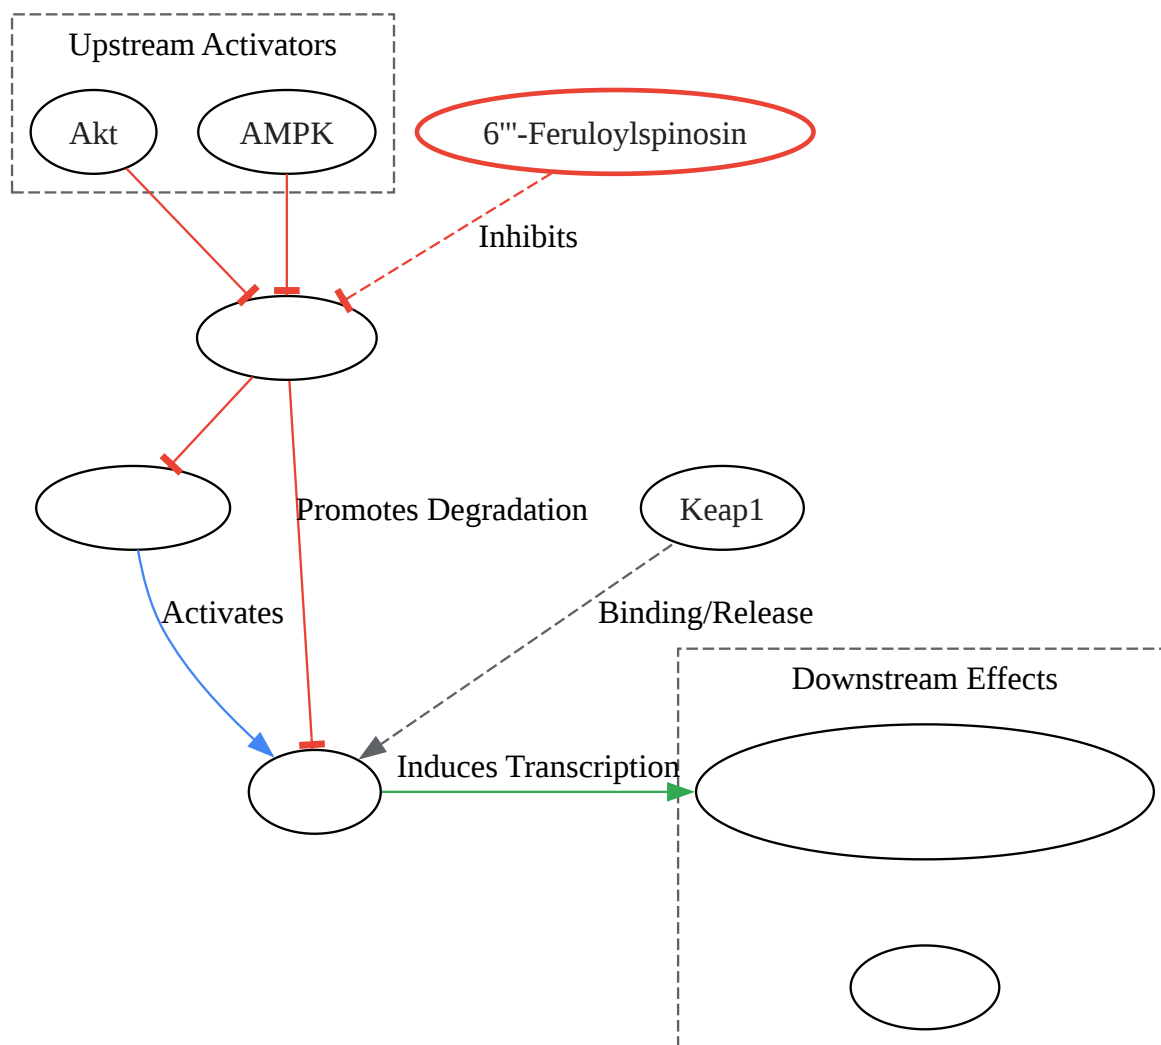 Upstream Activators
Akt
AMPK
6'''-Feruloylspinosin
Inhibits
Promotes Degradation
Keap1
Activates
Binding/Release
Downstream Effects
Induces Transcription